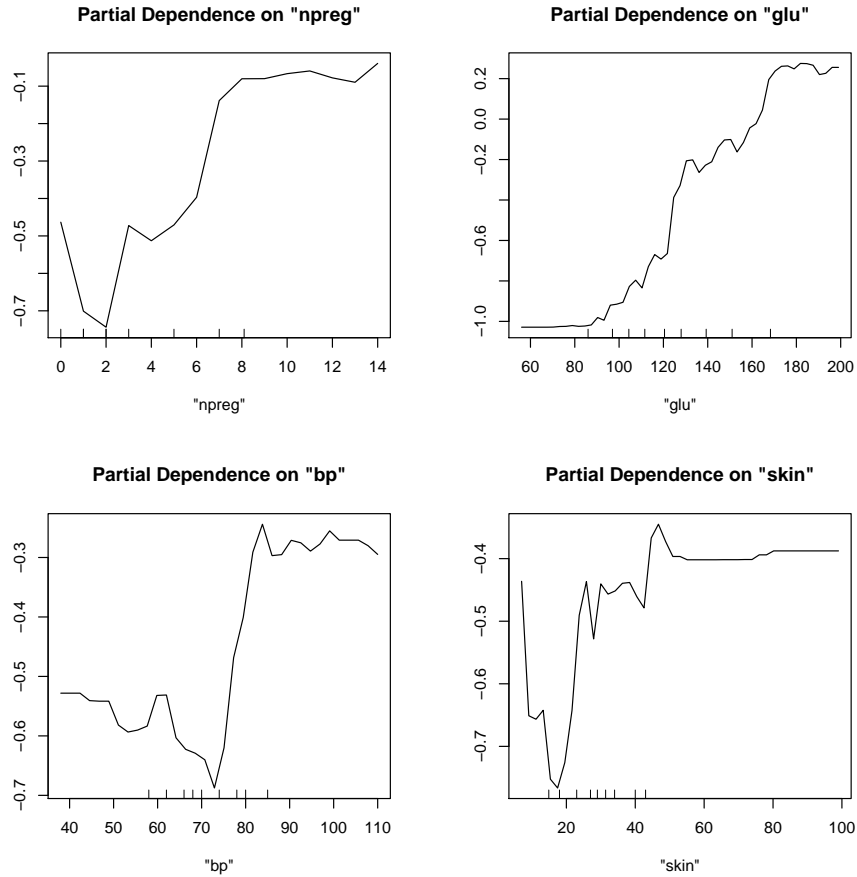 Partial Dependence on "npreg"
−0.1
−0.3
−0.5
−0.7
0 2 4 6 8 10 12 14
"npreg"
Partial Dependence on "glu"
0.2
0.0
−0.2
−0.6
−1.0
60 80 100 120 140 160 180 200
"glu"
Partial Dependence on "bp"
−0.3
−0.4
−0.5
−0.6
−0.7
40 50 60 70 80 90 100 110
"bp"
Partial Dependence on "skin"
−0.4
−0.5
−0.6
−0.7
20 40 60 80 100
"skin"